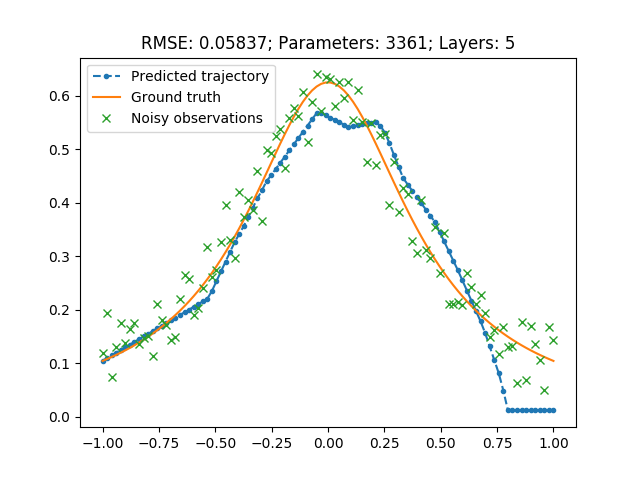 RMSE: 0.05837; Parameters: 3361; Layers: 5
Predicted trajectory
Ground truth
Noisy observations
0.6
0.5
0.4
0.3
0.2
0.1
0.0
−1.00 −0.75 −0.50 −0.25 0.00 0.25 0.50 0.75 1.00